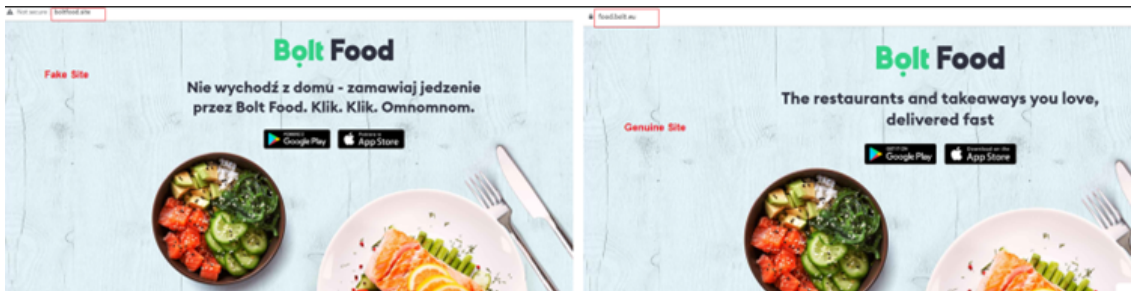 Not secure boltfood.site
Bolt Food
Fake Site
Nie wychodź z domu - zamawiaj jedzenie
przez Bolt Food. Klik. Klik. Omnomnom.
Google Play
App Store
food.bolt.eu
Bolt Food
The restaurants and takeaways you love,
delivered fast
Genuine Site
GET IT ON
Google Play
Download on the
App Store